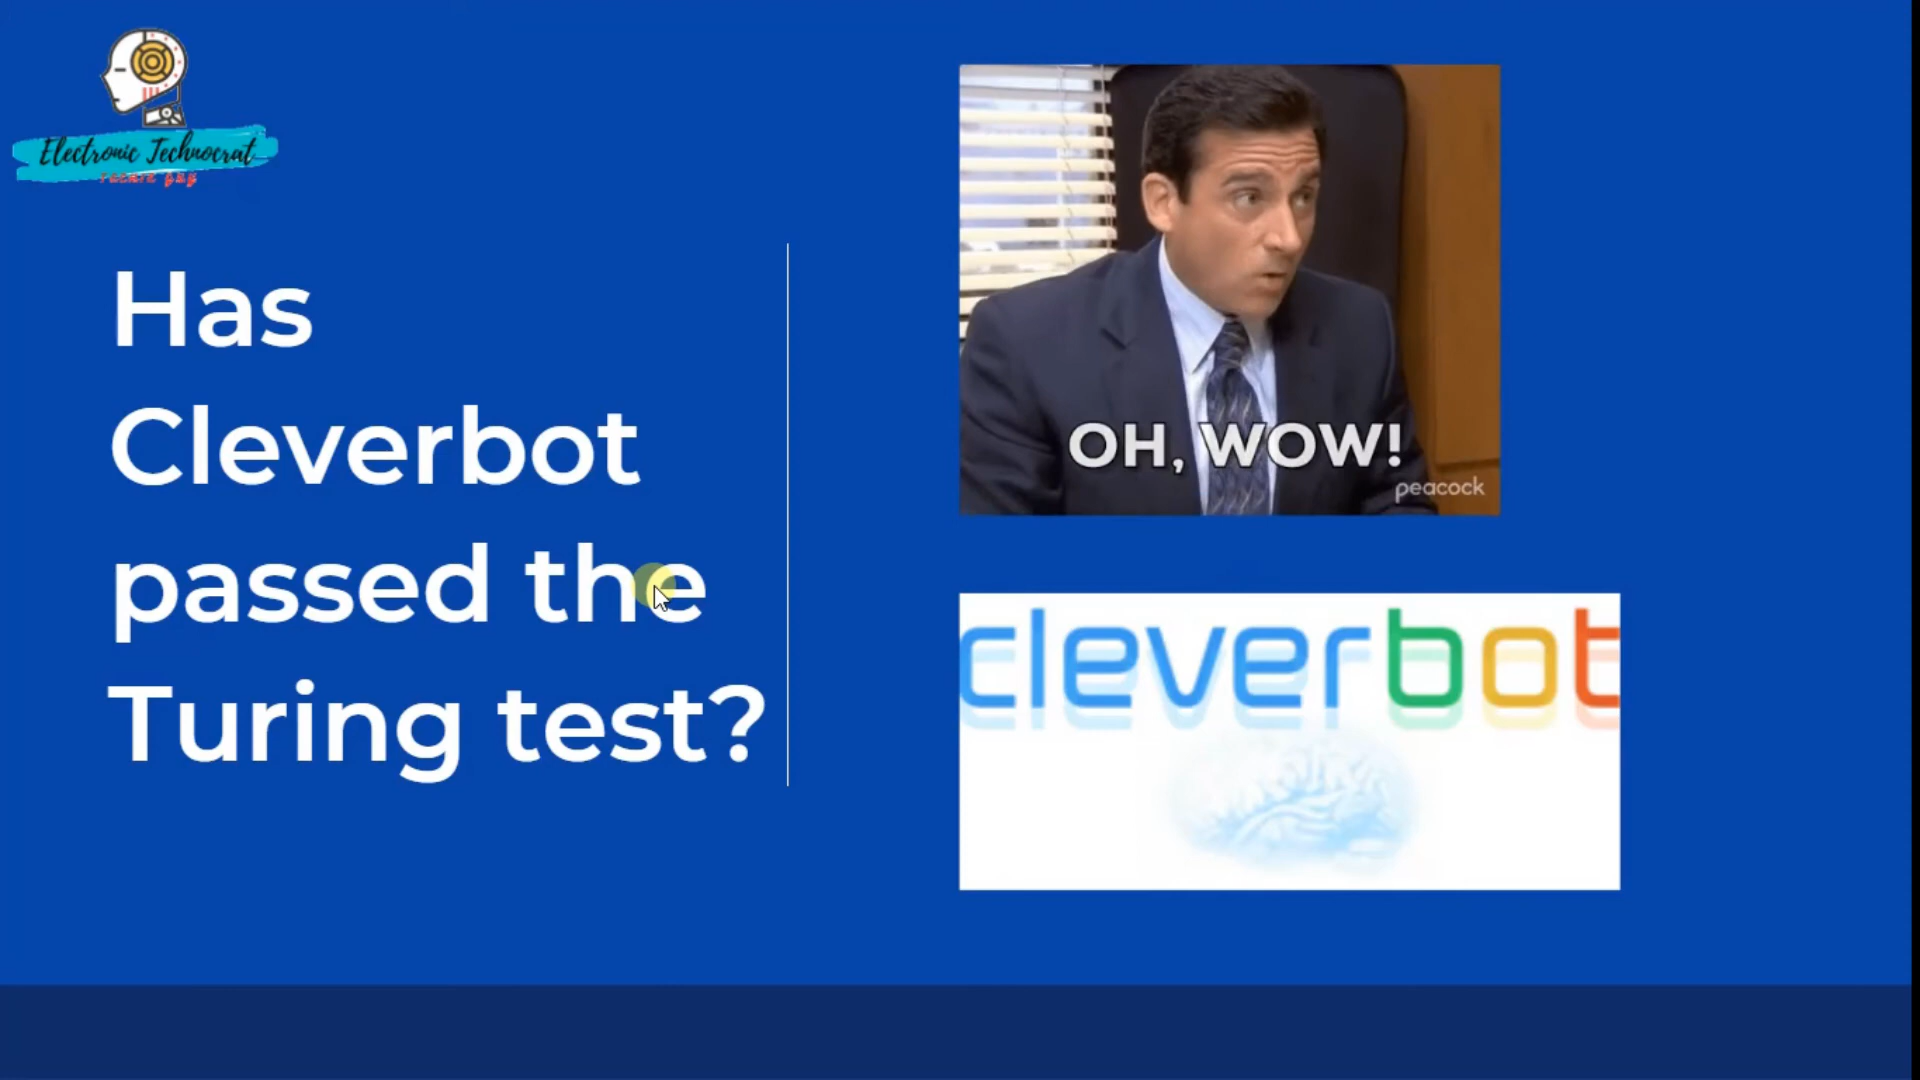 Electronic Technocrat
Has
Cleverbot
passed the
Turing test?
OH, WOW!
peacock
cleverbot